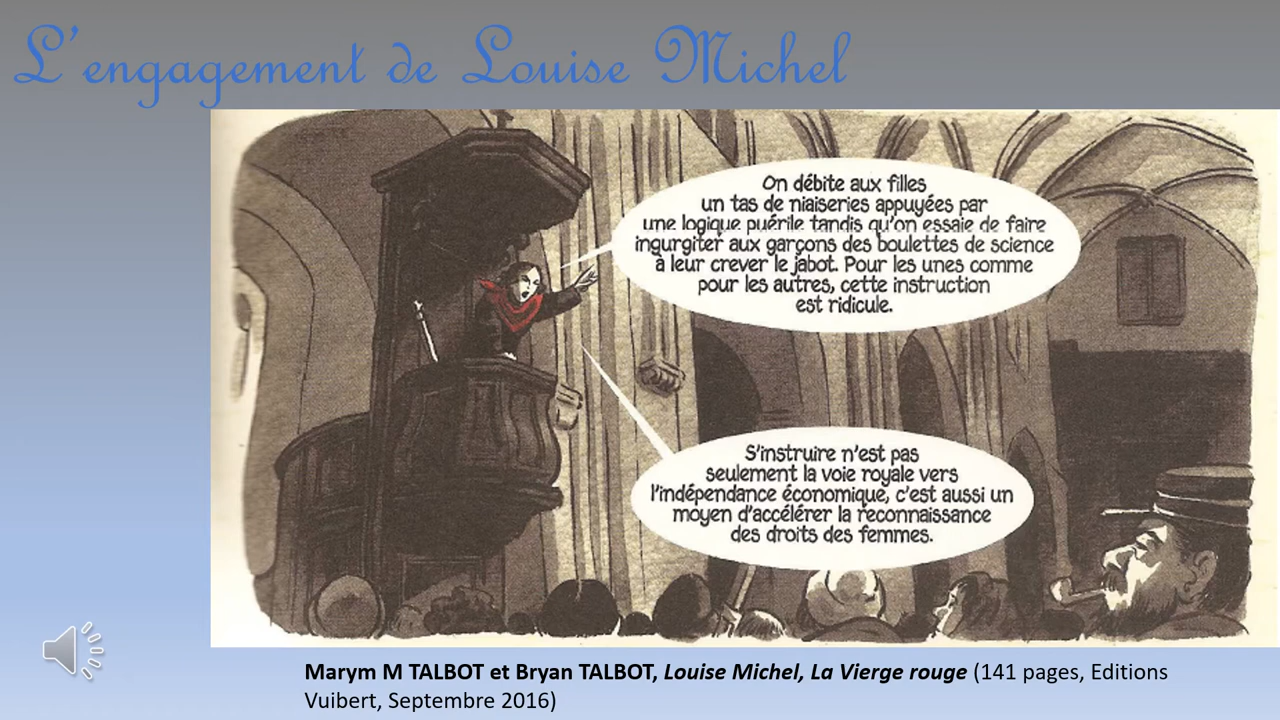 L'engagement de Louise Michel
On débite aux filles
un tas de niaiseries appuyées par
une logique puérile tandis qu'on essaie de faire
ingurgiter aux garçons des boulettes de science
à leur crever le jabot. Pour les unes comme
pour les autres, cette instruction
est ridicule.
S'instruire n'est pas
seulement la voie royale vers
l'indépendance économique, c'est aussi un
moyen d'accélérer la reconnaissance
des droits des femmes.
Marym M TALBOT et Bryan TALBOT, Louise Michel, La Vierge rouge (141 pages, Editions
Vuibert, Septembre 2016)